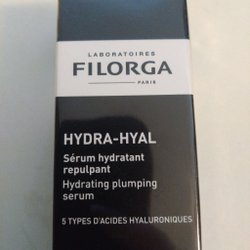 LABORATOIRES
FILORGA
PARIS
HYDRA-HYAL
Sérum hydratant
repulpant
Hydrating plumping
serum
5 TYPES D'ACIDES HYALURONIQUES